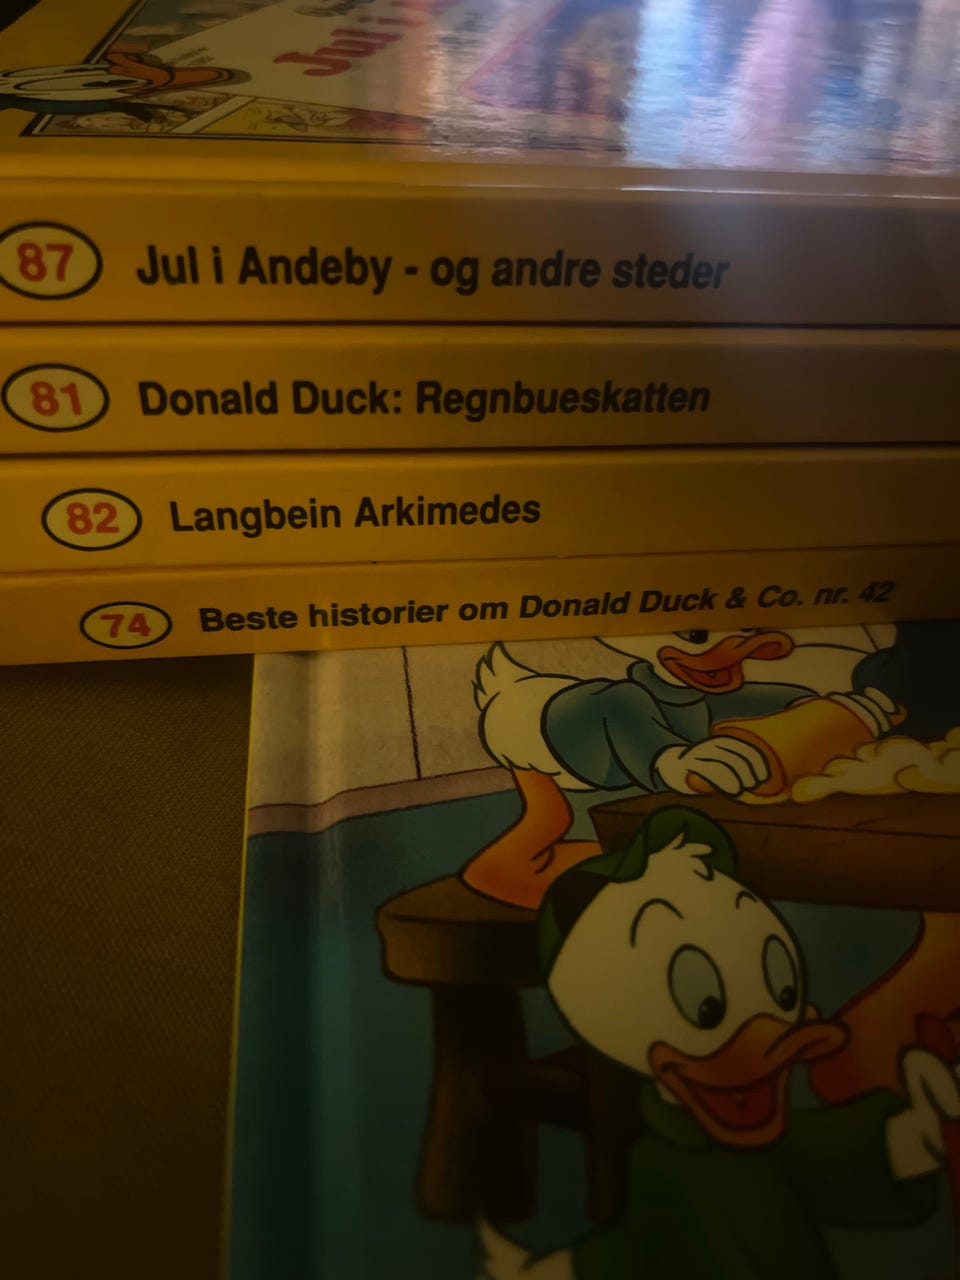 Jul i
87 Jul i Andeby - og andre steder
81 Donald Duck: Regnbueskatten
82 Langbein Arkimedes
74 Beste historier om Donald Duck & Co. nr. 42